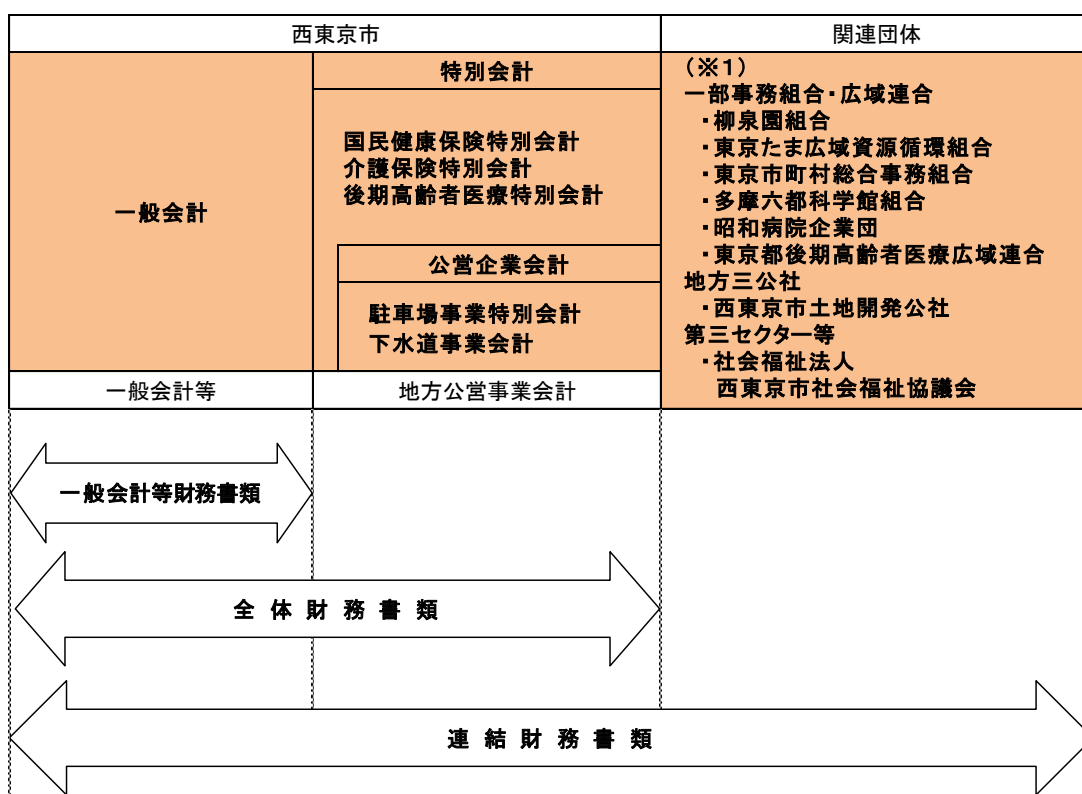 西東京市
関連団体
一般会計
特別会計
国民健康保険特別会計
介護保険特別会計
後期高齢者医療特別会計
公営企業会計
駐車場事業特別会計
下水道事業会計
一般会計等
地方公営事業会計
(※1)
一部事務組合・広域連合
・柳泉園組合
・東京たま広域資源循環組合
・東京市町村総合事務組合
・多摩六都科学館組合
・昭和病院企業団
・東京都後期高齢者医療広域連合
地方三公社
・西東京市土地開発公社
第三セクター等
・社会福祉法人
西東京市社会福祉協議会
一般会計等財務書類
全体財務書類
連結財務書類